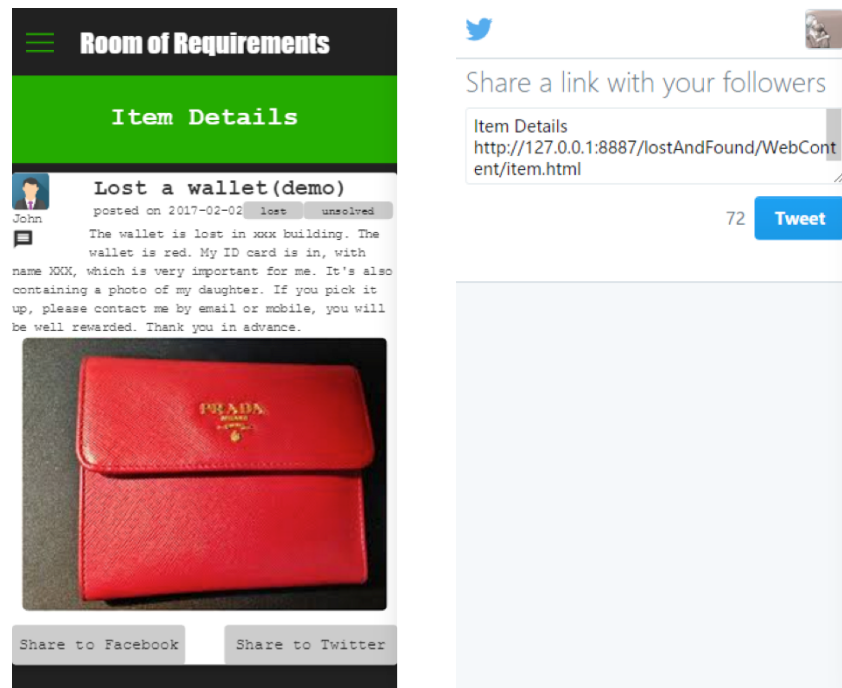 Room of Requirements
Item Details
Lost a wallet(demo)
John
posted on 2017-02-02 lost unsolved
The wallet is lost in xxx building. The
wallet is red. My ID card is in, with
name XXX, which is very important for me. It's also
containing a photo of my daughter. If you pick it
up, please contact me by email or mobile, you will
be well rewarded. Thank you in advance.
PRADA
Share to Facebook
Share to Twitter
Share a link with your followers
Item Details
http://127.0.0.1:8887/lostAndFound/WebCont
ent/item.html
72
Tweet